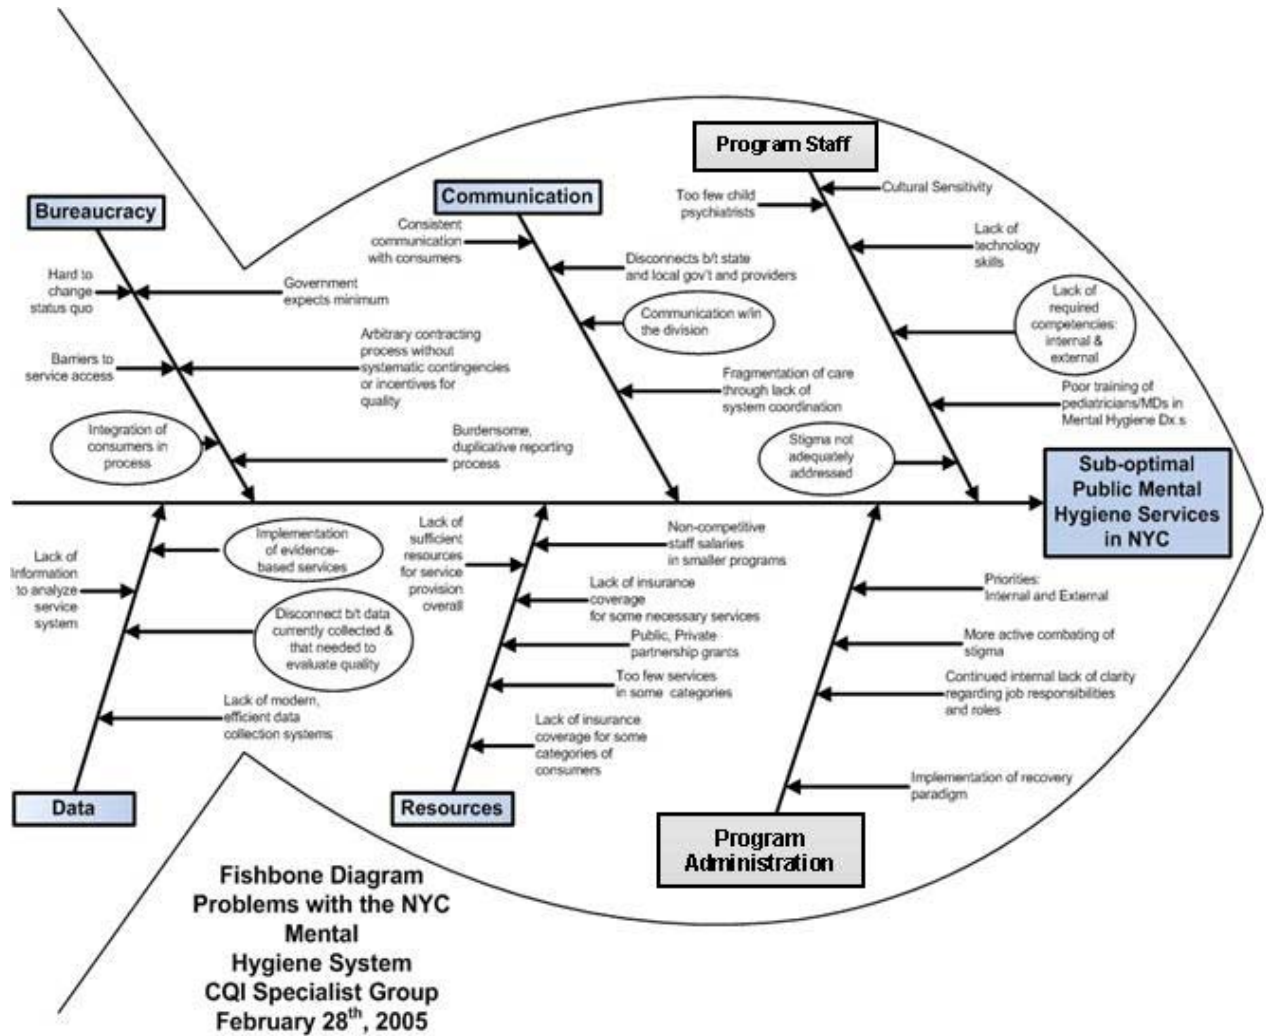 Program Staff
Cultural Sensitivity
Too few child
psychiatrists
Lack of
technology
skills
Lack of
required
competencies:
internal &
external
Poor training of
pediatricians/MDs in
Mental Hygiene Dx.s
Stigma not
adequately
addressed
Communication
Consistent
communication
with consumers
Disconnects b/t state
and local gov't and providers
Communication w/in
the division
Fragmentation of care
through lack of
system coordination
Bureaucracy
Hard to
change
status quo
Government
expects minimum
Barriers to
service access
Arbitrary contracting
process without
systematic contingencies
or incentives for
quality
Integration of
consumers in
process
Burdensome,
duplicative reporting
process
Sub-optimal
Public Mental
Hygiene Services
in NYC
Implementation
of evidence-
based services
Lack of
Information
to analyze
service
system
Disconnect b/t data
currently collected &
that needed to
evaluate quality
Lack of modern,
efficient data
collection systems
Data
Lack of
sufficient
resources
for service
provision
overall
Non-competitive
staff salaries
in smaller programs
Lack of insurance
coverage
for some necessary services
Public, Private
partnership grants
Too few services
in some categories
Lack of insurance
coverage for some
categories of
consumers
Resources
Priorities:
Internal and External
More active combating of
stigma
Continued internal lack of clarity
regarding job responsibilities
and roles
Implementation of recovery
paradigm
Program
Administration
Fishbone Diagram
Problems with the NYC
Mental
Hygiene System
CQI Specialist Group
February 28th, 2005